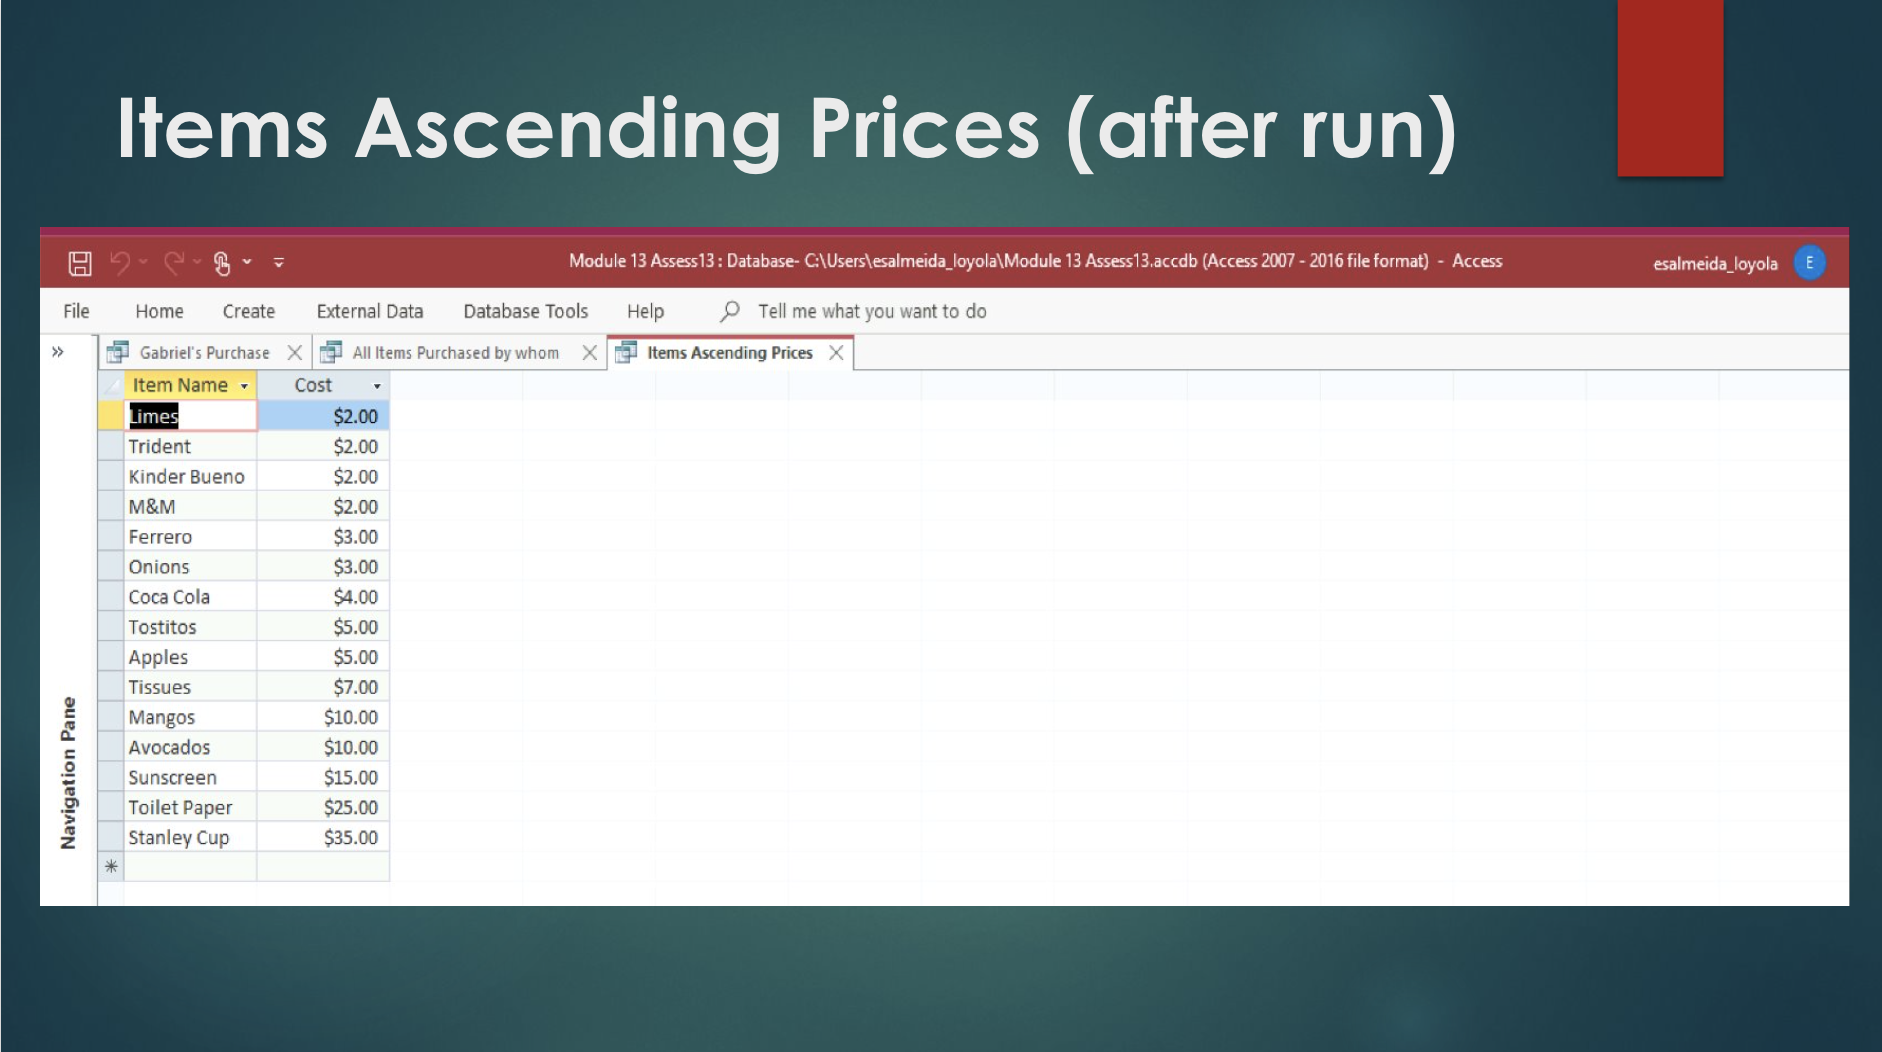 Items Ascending Prices (after run)
Module 13 Assess13 : Database- C:\Users\esalmeida_loyola\Module 13 Assess13.accdb (Access 2007 - 2016 file format) - Access
esalmeida_loyola E
File Home Create External Data Database Tools Help Tell me what you want to do
» Gabriel's Purchase All Items Purchased by whom Items Ascending Prices
Item Name Cost
Limes $2.00
Trident $2.00
Kinder Bueno $2.00
M&M $2.00
Ferrero $3.00
Onions $3.00
Coca Cola $4.00
Tostitos $5.00
Apples $5.00
Tissues $7.00
Mangos $10.00
Avocados $10.00
Sunscreen $15.00
Toilet Paper $25.00
Stanley Cup $35.00
*
Navigation Pane